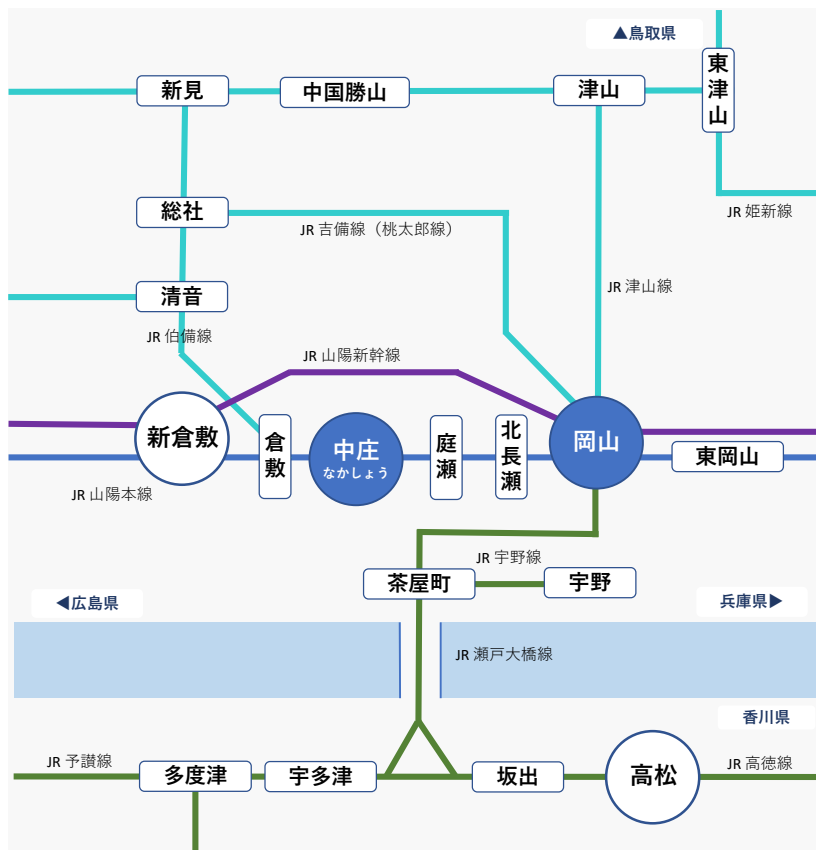 ▲鳥取県
新見
中国勝山
津山
東津山
総社
JR 吉備線（桃太郎線）
JR 姫新線
清音
JR 津山線
JR 伯備線
JR 山陽新幹線
新倉敷
倉敷
中庄
なかしょう
庭瀬
北長瀬
岡山
東岡山
JR 山陽本線
JR 宇野線
茶屋町
宇野
◀広島県
兵庫県▶
JR 瀬戸大橋線
香川県
JR 予讃線
多度津
宇多津
坂出
高松
JR 高徳線